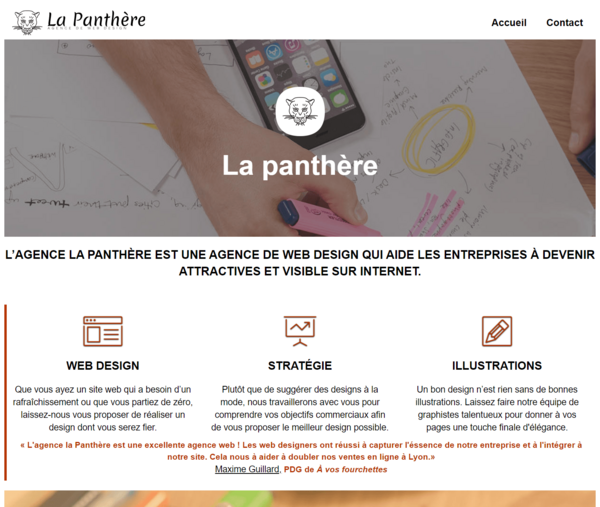 La Panthère
AGENCE DE WEB DESIGN
Accueil
Contact
La panthère
L'AGENCE LA PANTHÈRE EST UNE AGENCE DE WEB DESIGN QUI AIDE LES ENTREPRISES À DEVENIR
ATTRACTIVES ET VISIBLE SUR INTERNET.
WEB DESIGN
Que vous ayez un site web qui a besoin d'un
rafraîchissement ou que vous partiez de zéro,
laissez-nous vous proposer de réaliser un
design dont vous serez fier.
STRATÉGIE
Plutôt que de suggérer des designs à la
mode, nous travaillerons avec vous pour
comprendre vos objectifs commerciaux afin
de vous proposer le meilleur design possible.
ILLUSTRATIONS
Un bon design n'est rien sans de bonnes
illustrations. Laissez faire notre équipe de
graphistes talentueux pour donner à vos
pages une touche finale d'élégance.
« L'agence la Panthère est une excellente agence web ! Les web designers ont réussi à capturer l'éssence de notre entreprise et à l'intégrer à
notre site. Cela nous à aider à doubler nos ventes en ligne à Lyon.»
Maxime Guillard, PDG de À vos fourchettes